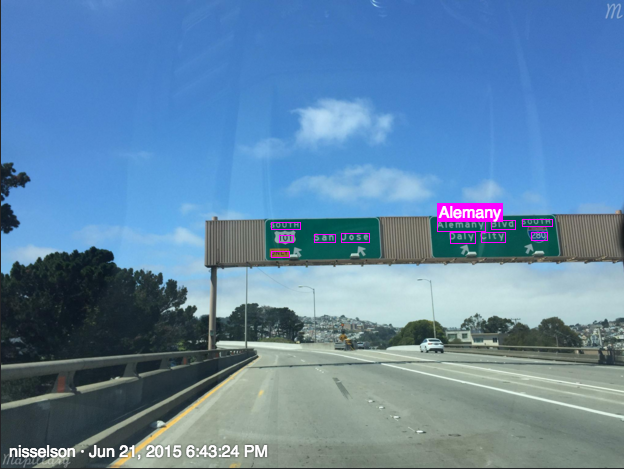 M
Alemany
SOUTH
101
San Jose
ONLY
Alemany Blvd
SOUTH
Daly City
280
nisselson · Jun 21, 2015 6:43:24 PM
Mapillary